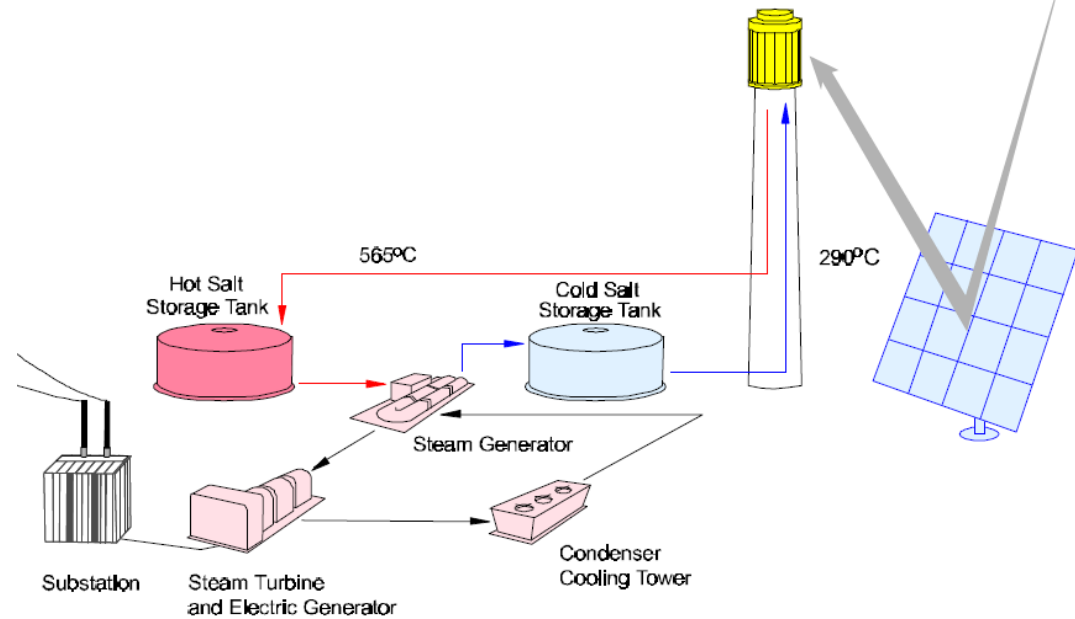 565ºC
290ºC
Hot Salt
Storage Tank
Cold Salt
Storage Tank
Steam Generator
Substation
Steam Turbine
and Electric Generator
Condenser
Cooling Tower